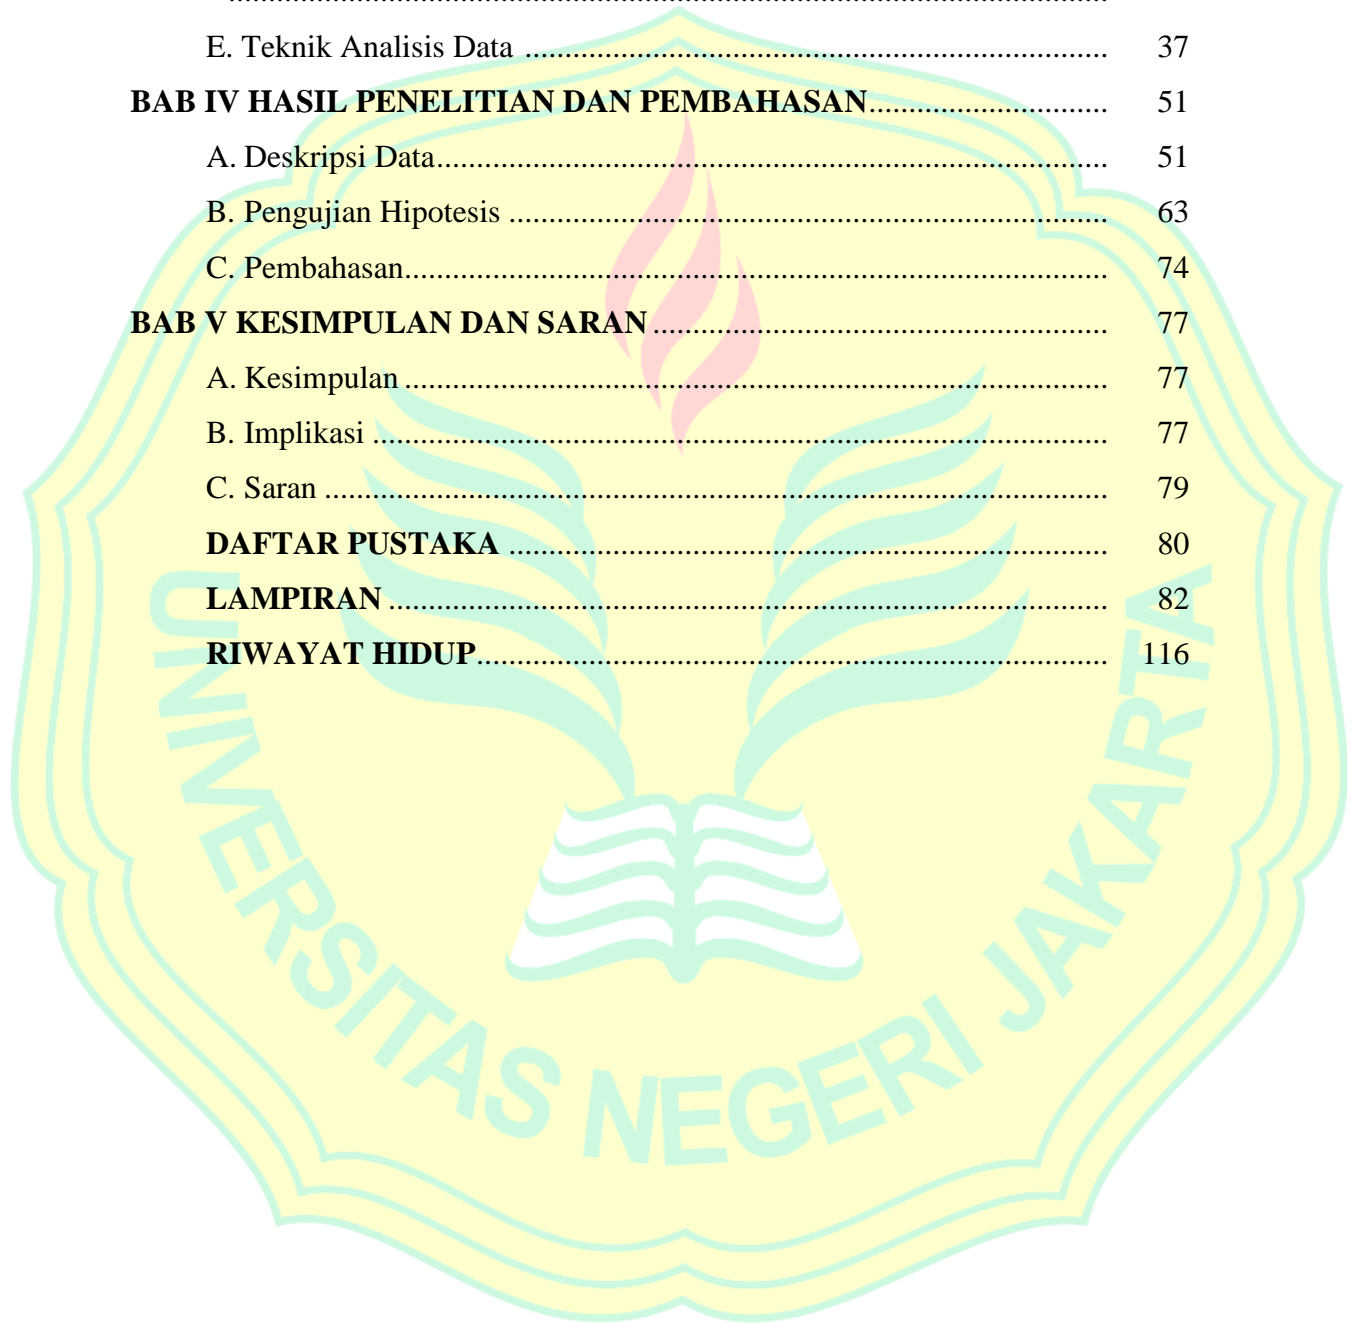 ........................................................................................................
E. Teknik Analisis Data .......................................................................... 37
BAB IV HASIL PENELITIAN DAN PEMBAHASAN.............................. 51
A. Deskripsi Data..................................................................................... 51
B. Pengujian Hipotesis ............................................................................ 63
C. Pembahasan......................................................................................... 74
BAB V KESIMPULAN DAN SARAN .......................................................... 77
A. Kesimpulan ......................................................................................... 77
B. Implikasi ............................................................................................. 77
C. Saran ................................................................................................... 79
DAFTAR PUSTAKA ............................................................................ 80
LAMPIRAN ........................................................................................... 82
RIWAYAT HIDUP................................................................................ 116
UNIVERSITAS NEGERI JAKARTA